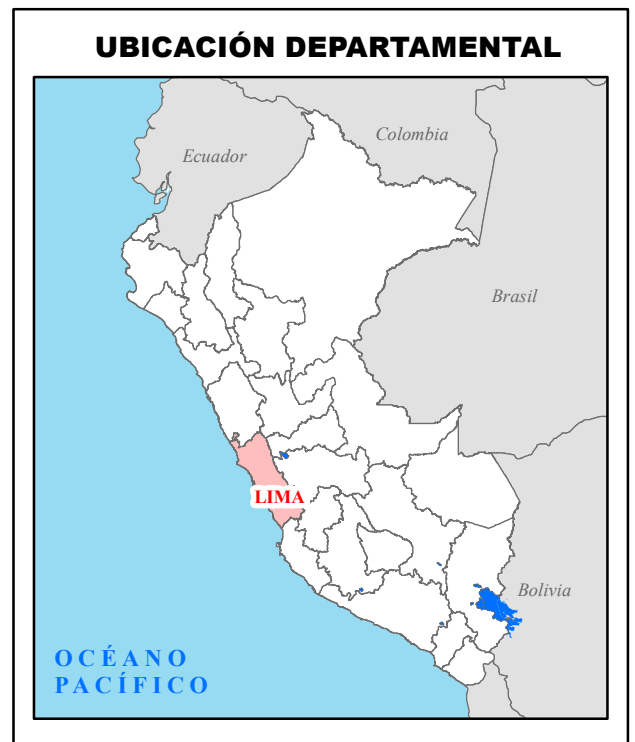 UBICACIÓN DEPARTAMENTAL
Colombia
Ecuador
Brasil
LIMA
Bolivia
OCÉANO
PACÍFICO